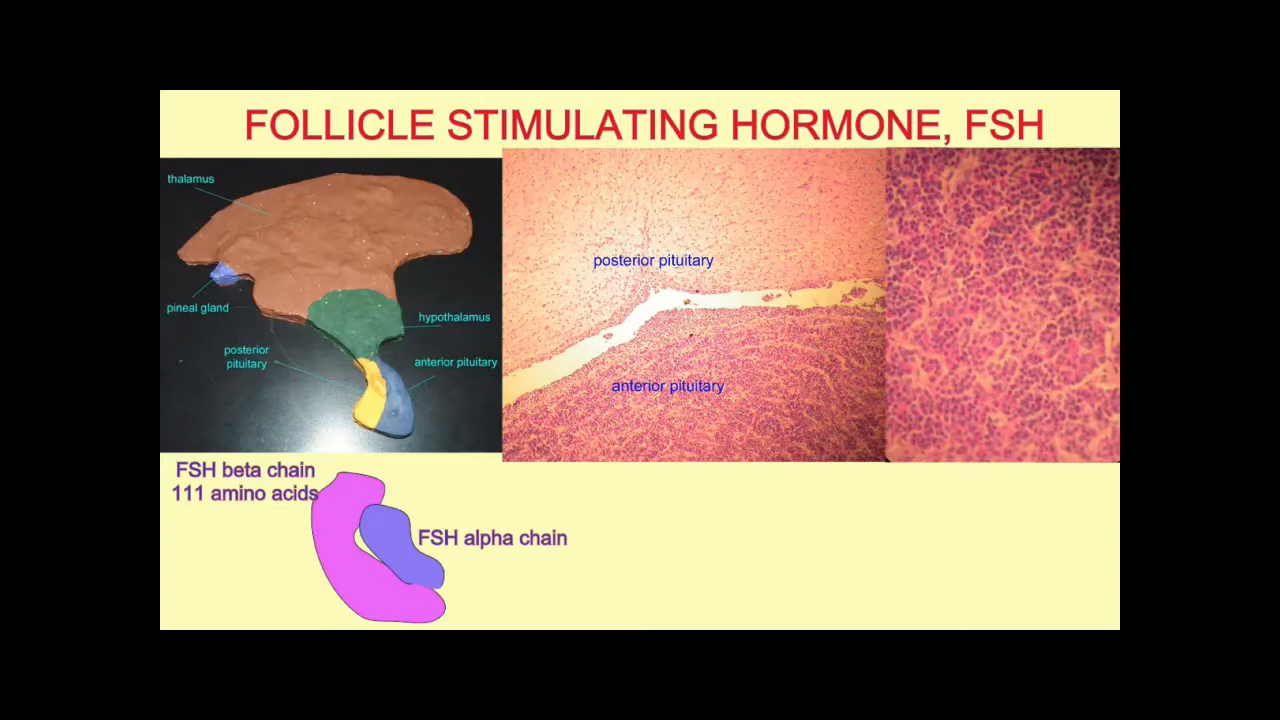 FOLLICLE STIMULATING HORMONE, FSH
thalamus
pineal gland
hypothalamus
posterior
pituitary
anterior pituitary
posterior pituitary
anterior pituitary
FSH beta chain
111 amino acids
FSH alpha chain